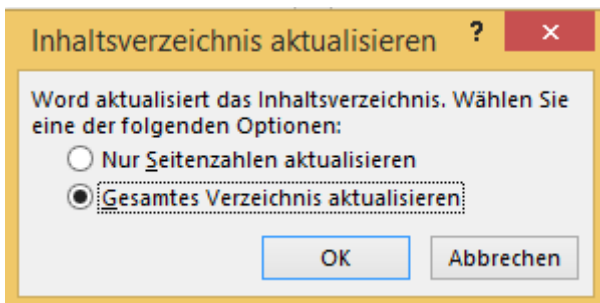 Inhaltsverzeichnis aktualisieren ? ×
Word aktualisiert das Inhaltsverzeichnis. Wählen Sie
eine der folgenden Optionen:
Nur Seitenzahlen aktualisieren
Gesamtes Verzeichnis aktualisieren
OK Abbrechen